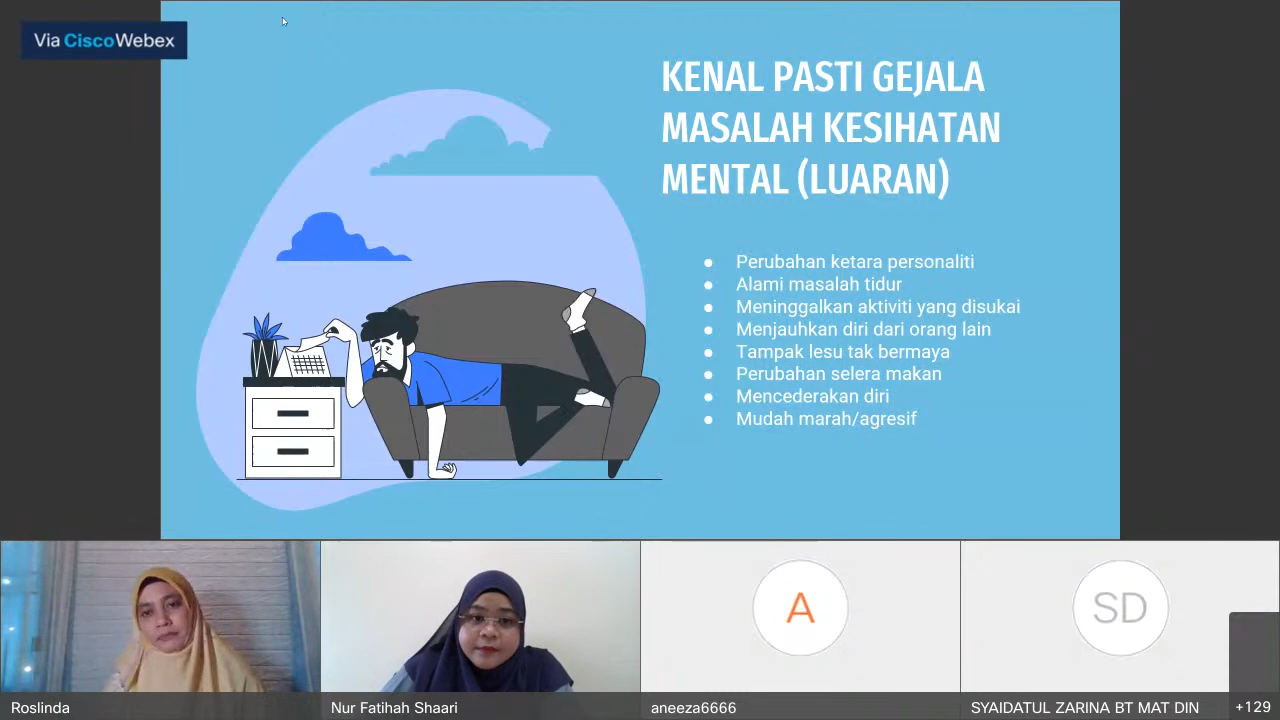 Via Cisco Webex
KENAL PASTI GEJALA
MASALAH KESIHATAN
MENTAL (LUARAN)
● Perubahan ketara personaliti
● Alami masalah tidur
● Meninggalkan aktiviti yang disukai
● Menjauhkan diri dari orang lain
● Tampak lesu tak bermaya
● Perubahan selera makan
● Mencederakan diri
● Mudah marah/agresif
A
SD
Roslinda
Nur Fatihah Shaari
aneeza6666
SYAIDATUL ZARINA BT MAT DIN
+129